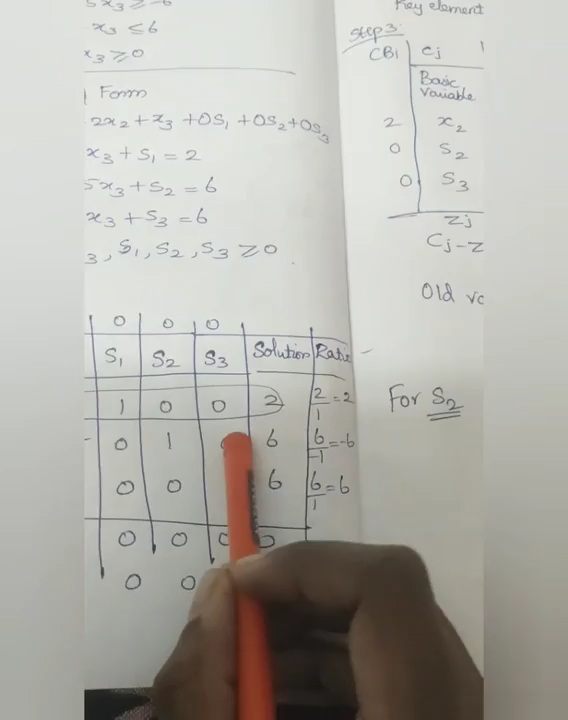 x₃ ≤ 6
x₃ ≥ 0
Form
2x₂ + x₃ + 0S₁ + 0S₂ + 0S₃
x₃ + S₁ = 2
5x₃ + S₂ = 6
x₃ + S₃ = 6
₃, S₁, S₂, S₃ ≥ 0
0 0 0
S₁ S₂ S₃ Solution Ratio
1 0 0 2 2/1 = 2
0 1 6 6/-1 = -6
0 0 6 6/1 = 6
0 0 0 0
0 0
Key element
Step 3:
CBi Cj 1
Basic
Variable
2 x₂
0 S₂
0 S₃
Zj
Cj - Z
Old
For S₂